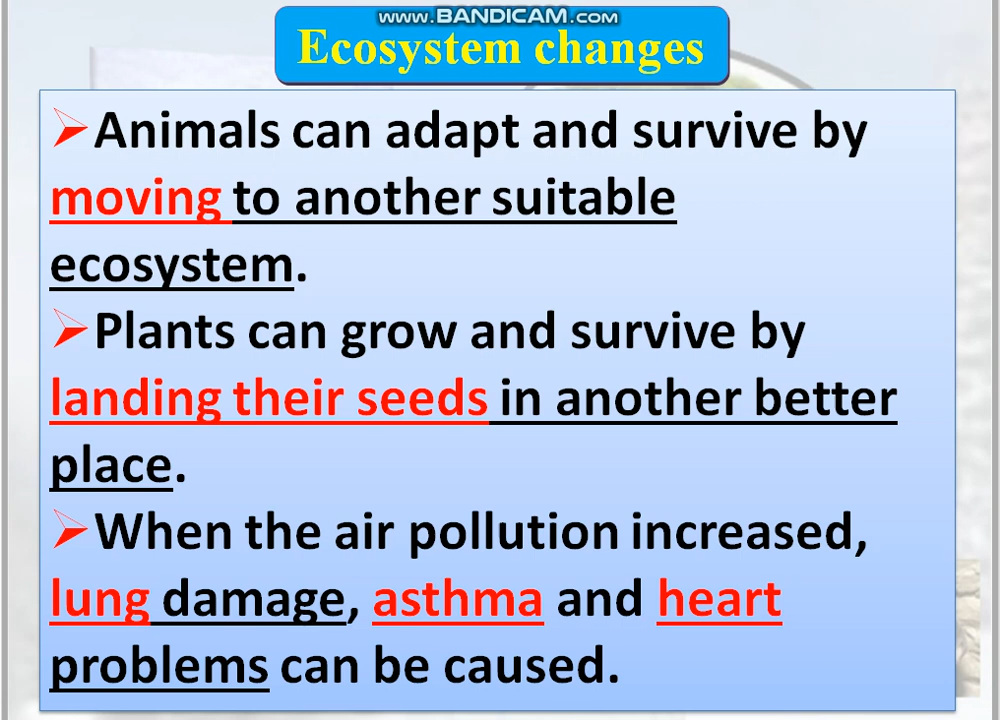 www.BANDICAM.com
Ecosystem changes
➢Animals can adapt and survive by
moving to another suitable
ecosystem.
➢Plants can grow and survive by
landing their seeds in another better
place.
➢When the air pollution increased,
lung damage, asthma and heart
problems can be caused.